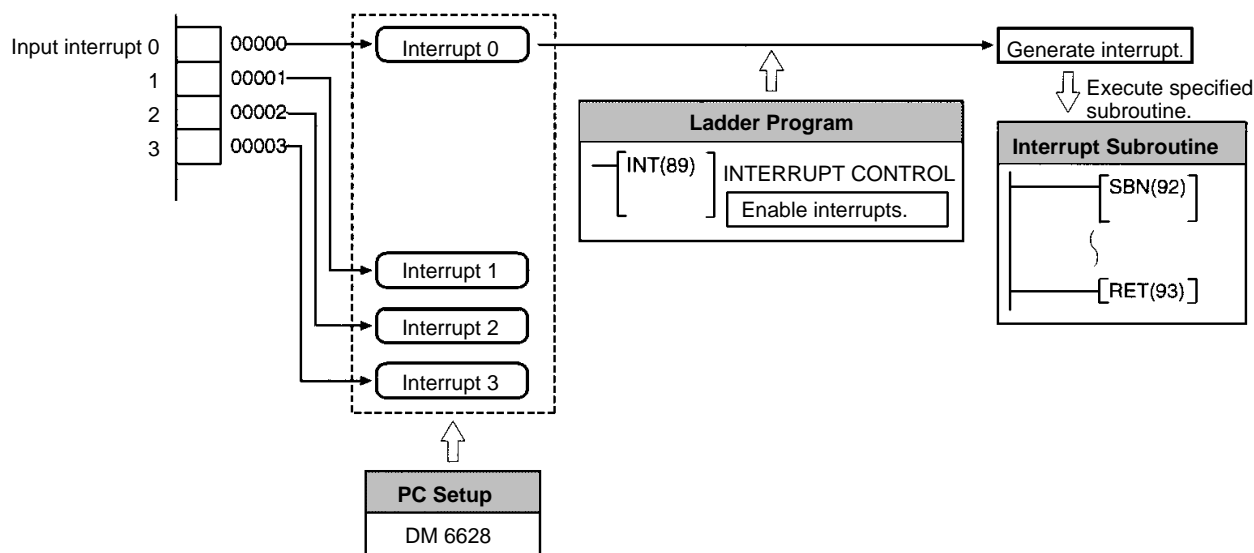 Input interrupt 0
00000
Interrupt 0
Generate interrupt.
1
00001
2
00002
3
00003
Execute specified
subroutine.
Ladder Program
INT(89)
INTERRUPT CONTROL
Enable interrupts.
Interrupt Subroutine
SBN(92)
RET(93)
Interrupt 1
Interrupt 2
Interrupt 3
PC Setup
DM 6628